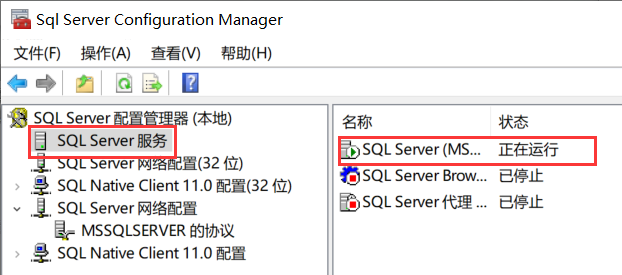 Sql Server Configuration Manager
文件(F) 操作(A) 查看(V) 帮助(H)
SQL Server 配置管理器 (本地)
SQL Server 服务
SQL Server 网络配置(32 位)
SQL Native Client 11.0 配置(32 位)
SQL Server 网络配置
MSSQLSERVER 的协议
SQL Native Client 11.0 配置
名称 状态
SQL Server (MS... 正在运行
SQL Server Brow... 已停止
SQL Server 代理 ... 已停止